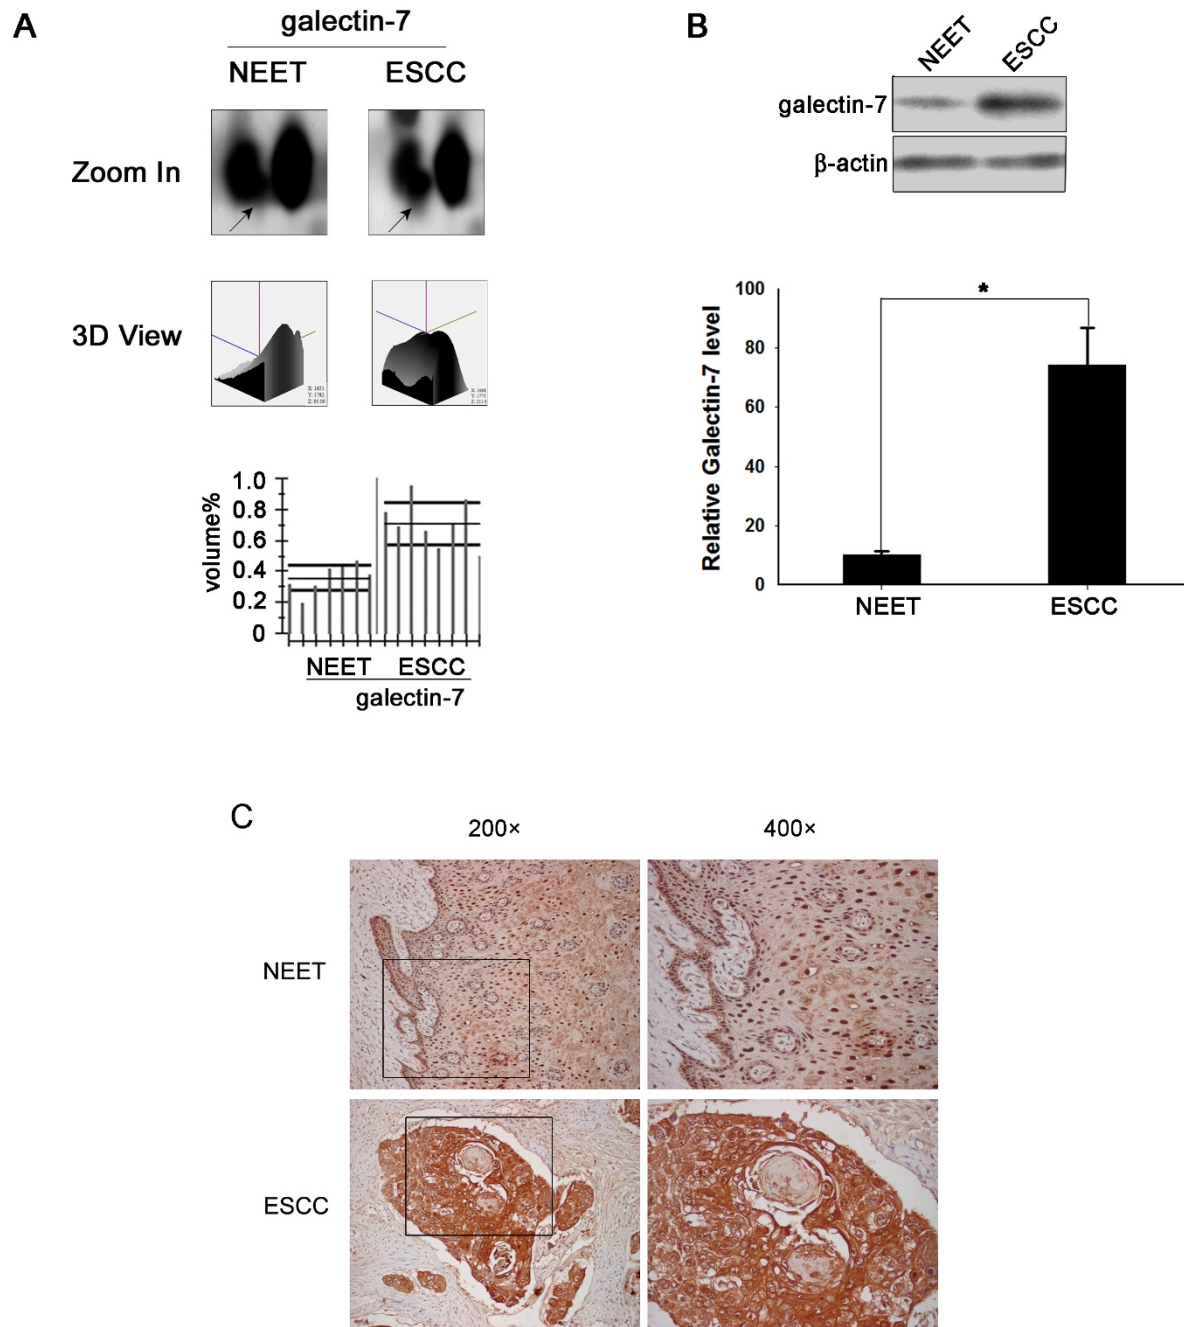 A
galectin-7
NEET ESCC
Zoom In
3D View
X: 1651
Y: 1782
volume%
1.0
0.8
0.6
0.4
0.2
0
NEET ESCC
galectin-7
B
NEET ESCC
galectin-7
β-actin
Relative Galectin-7 level
100
80
60
40
20
0
*
NEET ESCC
C
200× 400×
NEET
ESCC